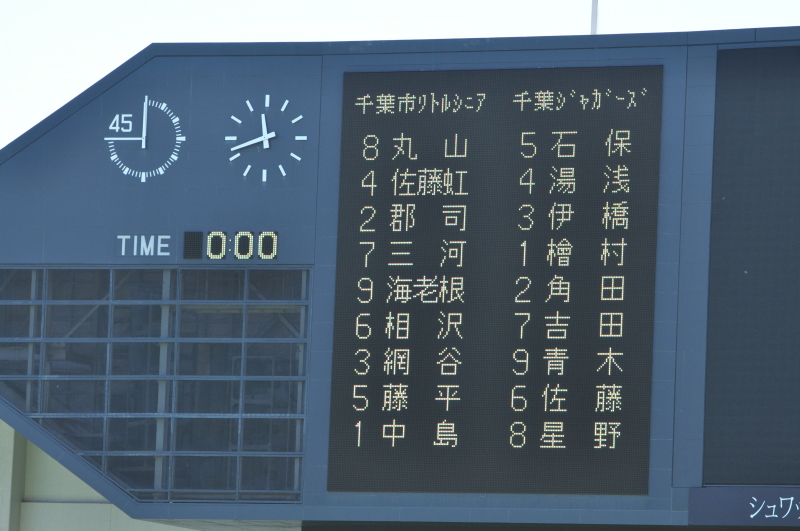 45
TIME 0:00
千葉市リトルシニア 千葉ジャガーズ
8 丸山 5 石保
4 佐藤虹 4 湯浅
2 郡司 3 伊橋
7 三河 1 檜村
9 海老根 2 角田
6 相沢 7 吉田
3 網谷 9 青木
5 藤平 6 佐藤
1 中島 8 星野
シュワッ